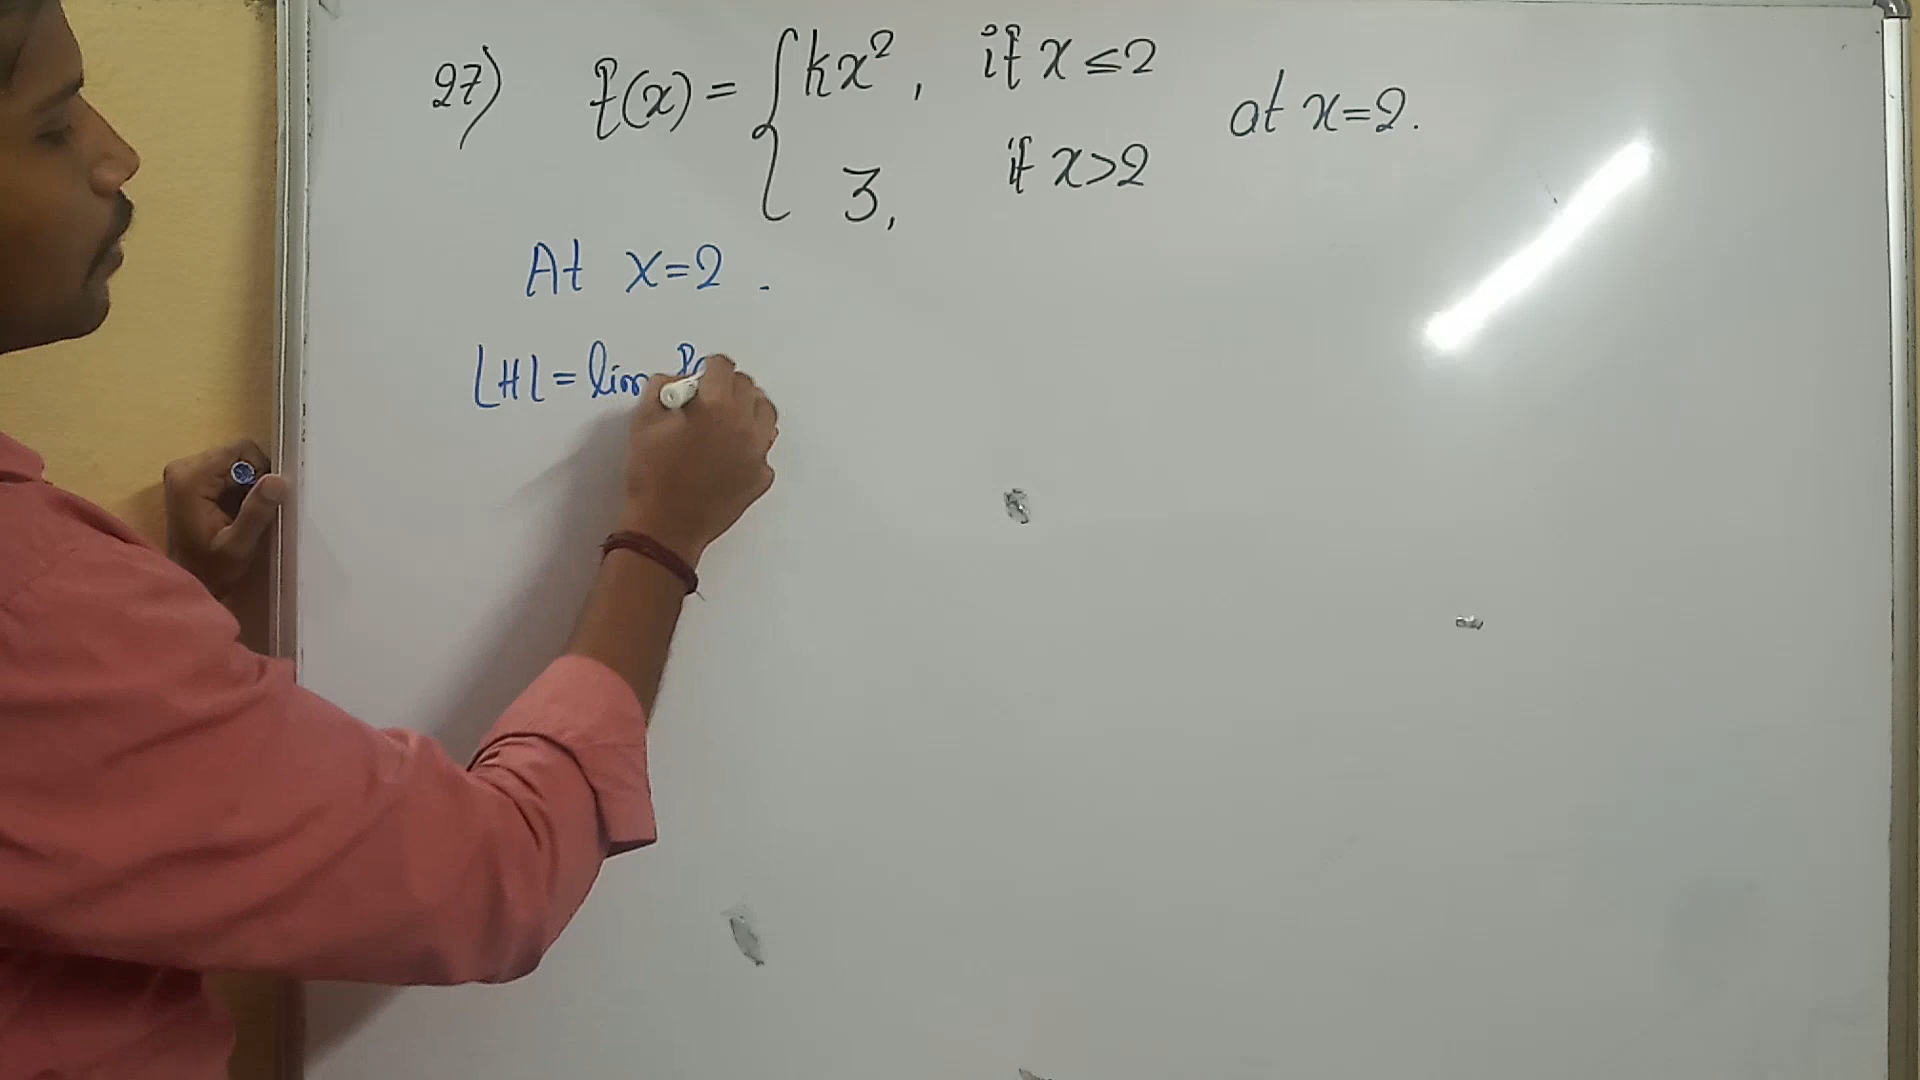 27) f(x) = { kx², if x ≤ 2
3, if x > 2
at x = 2.
At x = 2 .
LHL = lim f